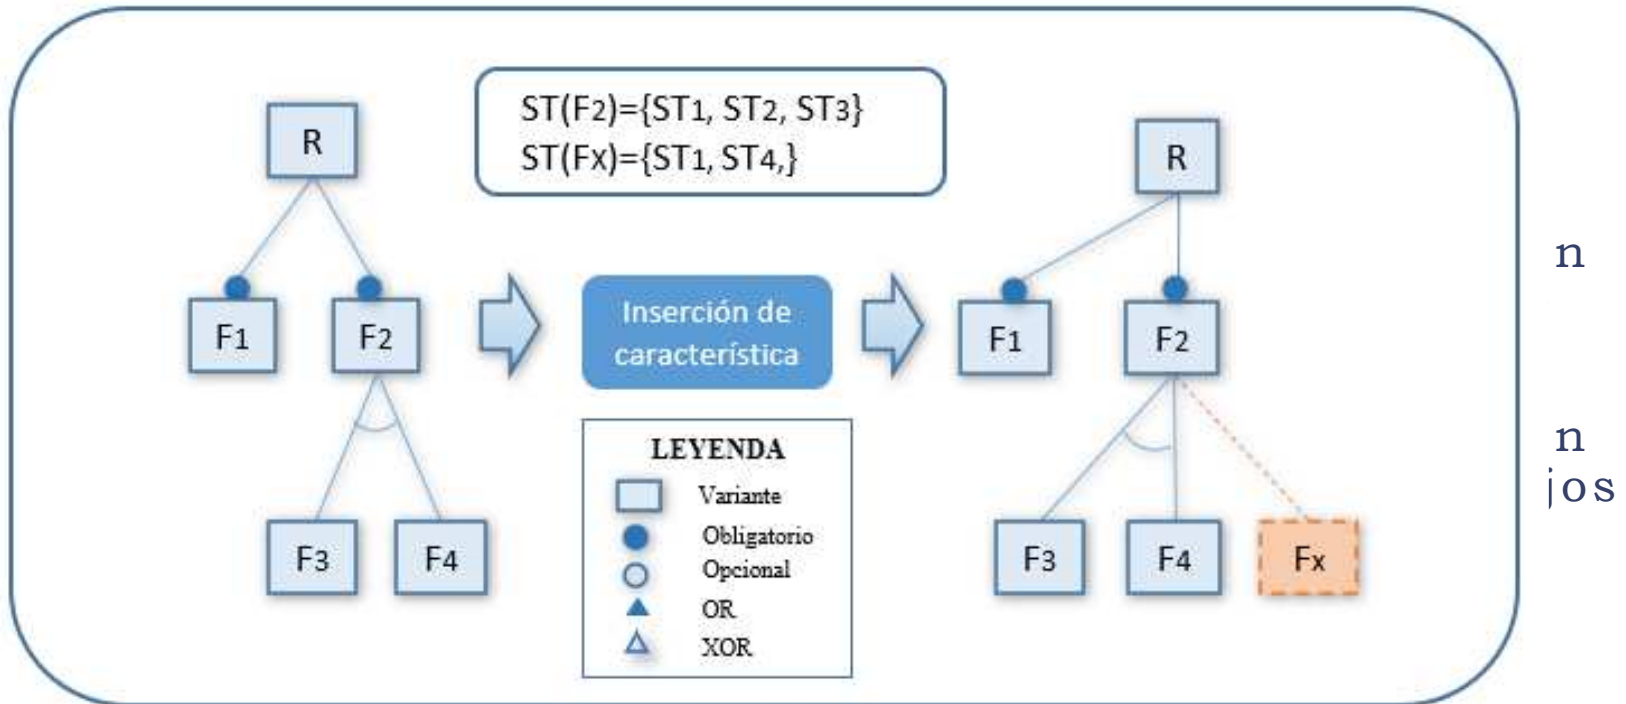 ST(F2)={ST1, ST2, ST3}
ST(Fx)={ST1, ST4,}
R
F1
F2
F3
F4
Inserción de
característica
LEYENDA
Variante
Obligatorio
Opcional
OR
XOR
R
F1
F2
F3
F4
Fx
n
n
jos